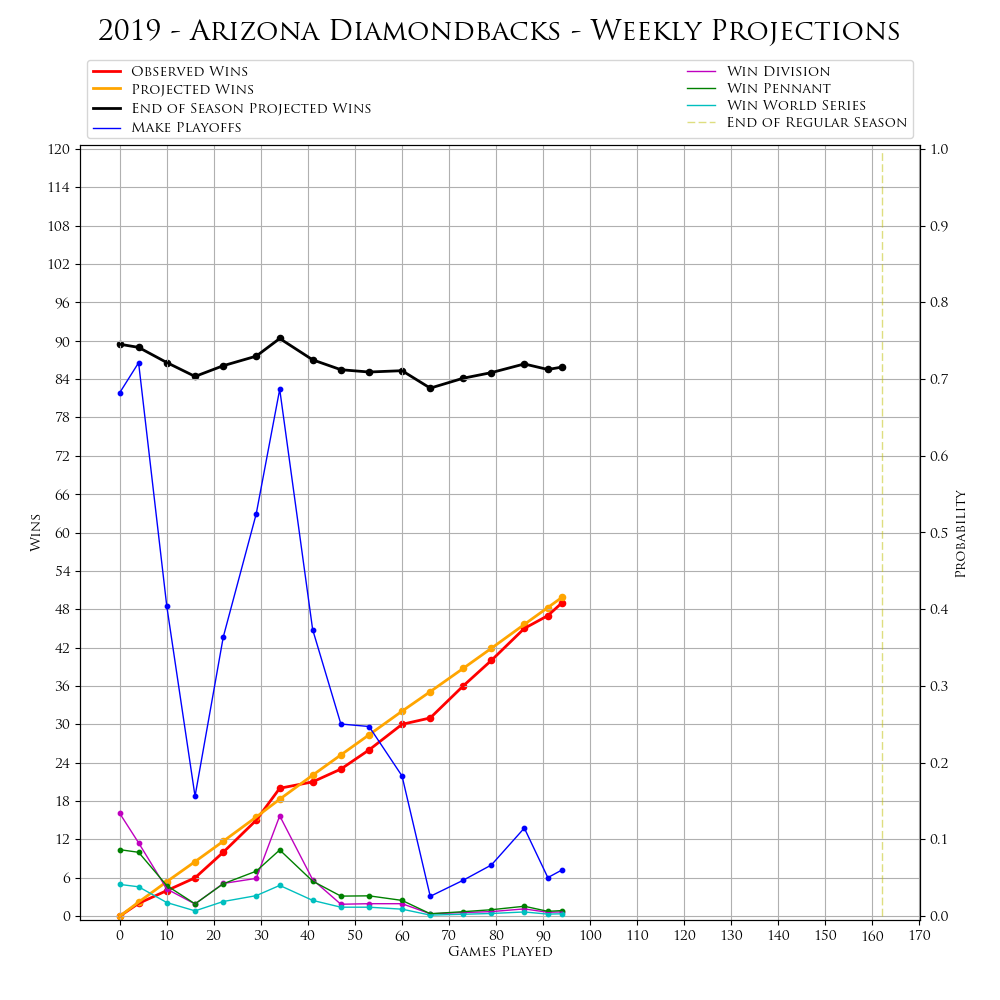 2019 - Arizona Diamondbacks - Weekly Projections
Observed Wins
Projected Wins
End of Season Projected Wins
Make Playoffs
Win Division
Win Pennant
Win World Series
End of Regular Season
120
114
108
102
96
90
84
78
72
66
60
54
48
42
36
30
24
18
12
6
0
Wins
1.0
0.9
0.8
0.7
0.6
0.5
0.4
0.3
0.2
0.1
0.0
Probability
0 10 20 30 40 50 60 70 80 90 100 110 120 130 140 150 160 170
Games Played